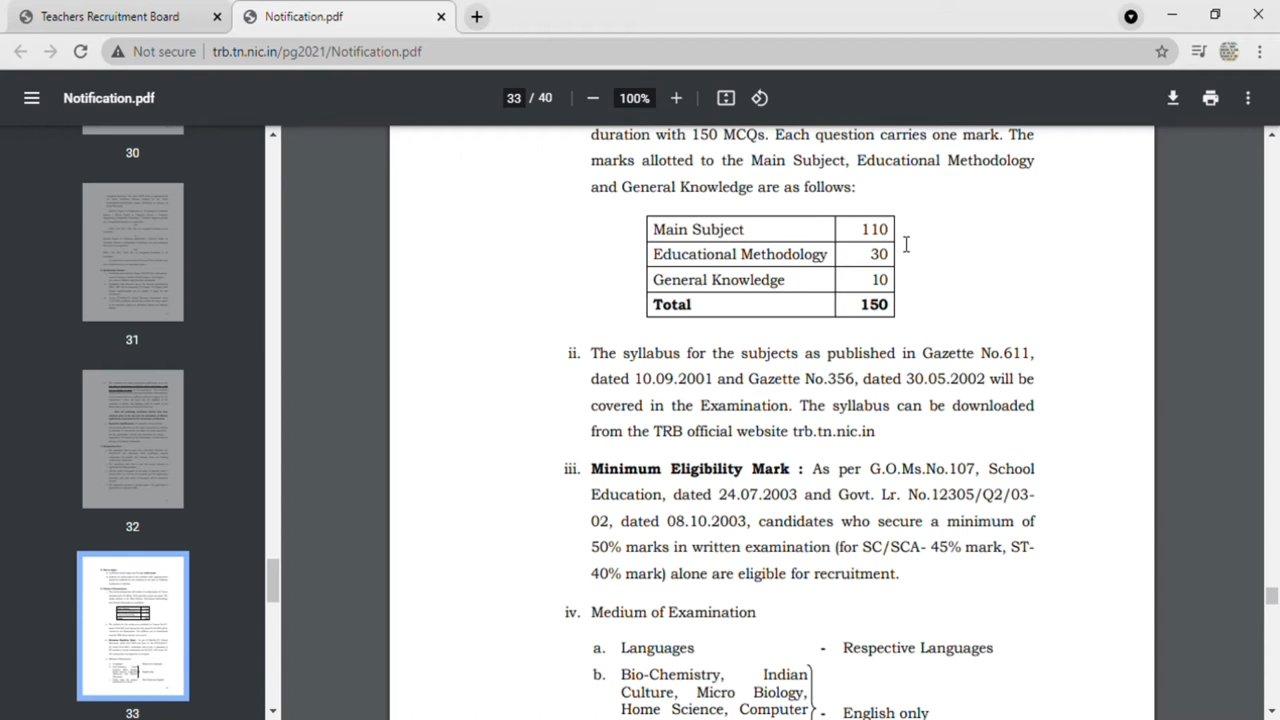 Teachers Recruitment Board
Notification.pdf
Not secure trb.tn.nic.in/pg2021/Notification.pdf
Notification.pdf
33 / 40
100%
30
31
32
33
duration with 150 MCQs. Each question carries one mark. The
marks allotted to the Main Subject, Educational Methodology
and General Knowledge are as follows:
Main Subject 110
Educational Methodology 30
General Knowledge 10
Total 150
ii. The syllabus for the subjects as published in Gazette No.611,
dated 10.09.2001 and Gazette No.356, dated 30.05.2002 will be
covered in the Examination. The syllabus can be downloaded
from the TRB official website trb.tn.nic.in
iii. Minimum Eligibility Mark : As per G.O.Ms.No.107, School
Education, dated 24.07.2003 and Govt. Lr. No.12305/Q2/03-
02, dated 08.10.2003, candidates who secure a minimum of
50% marks in written examination (for SC/SCA- 45% mark, ST-
40% mark) alone are eligible for recruitment.
iv. Medium of Examination
a. Languages - Respective Languages
b. Bio-Chemistry, Indian
Culture, Micro Biology,
Home Science, Computer - English only